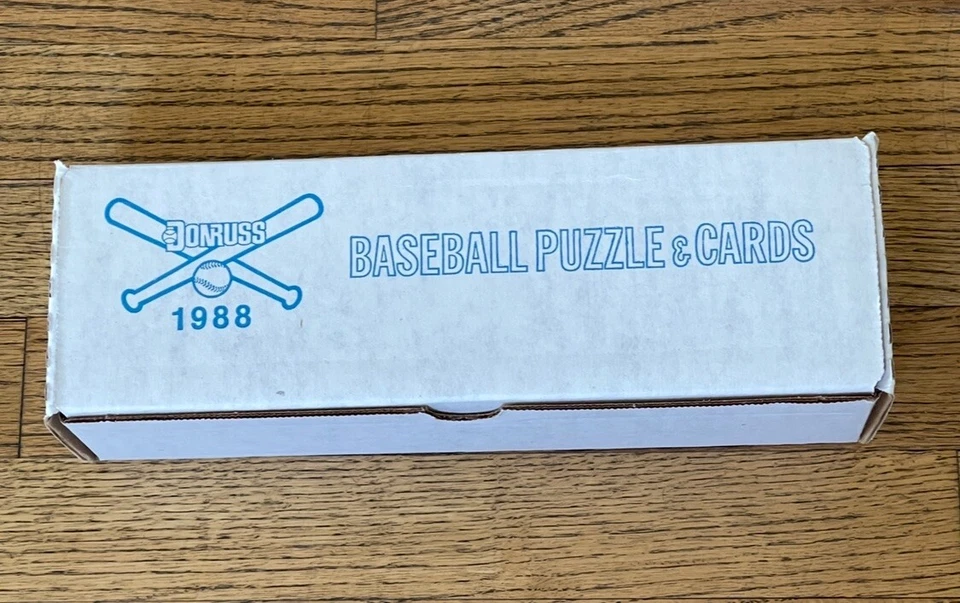 DONRUSS
1988
BASEBALL PUZZLE & CARDS